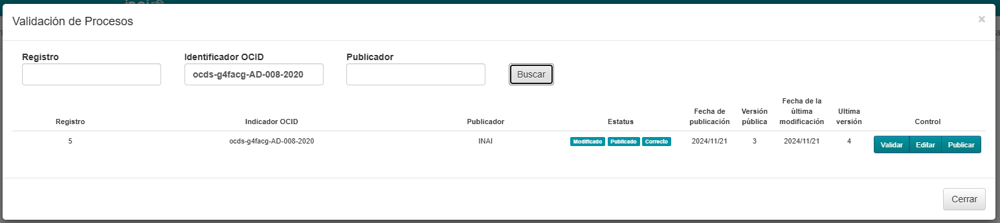 Validación de Procesos ×
Registro Identificador OCID Publicador
ocds-g4facg-AD-008-2020 Buscar
Registro Indicador OCID Publicador Estatus Fecha de publicación Versión pública Fecha de la última modificación Ultima versión Control
5 ocds-g4facg-AD-008-2020 INAI Modificado Publicado Correcto 2024/11/21 3 2024/11/21 4 Validar Editar Publicar
Cerrar